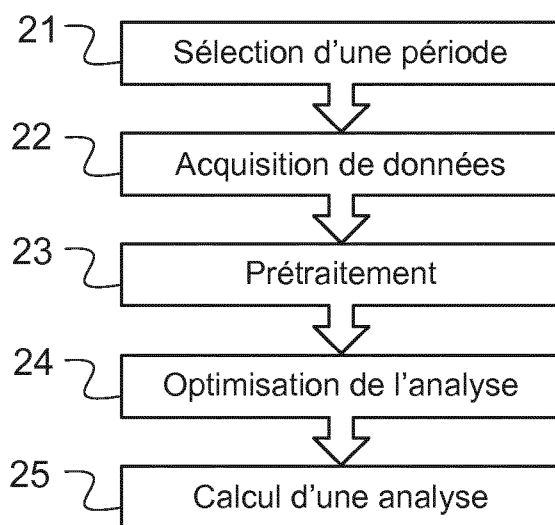 21 Sélection d'une période
22 Acquisition de données
23 Prétraitement
24 Optimisation de l'analyse
25 Calcul d'une analyse